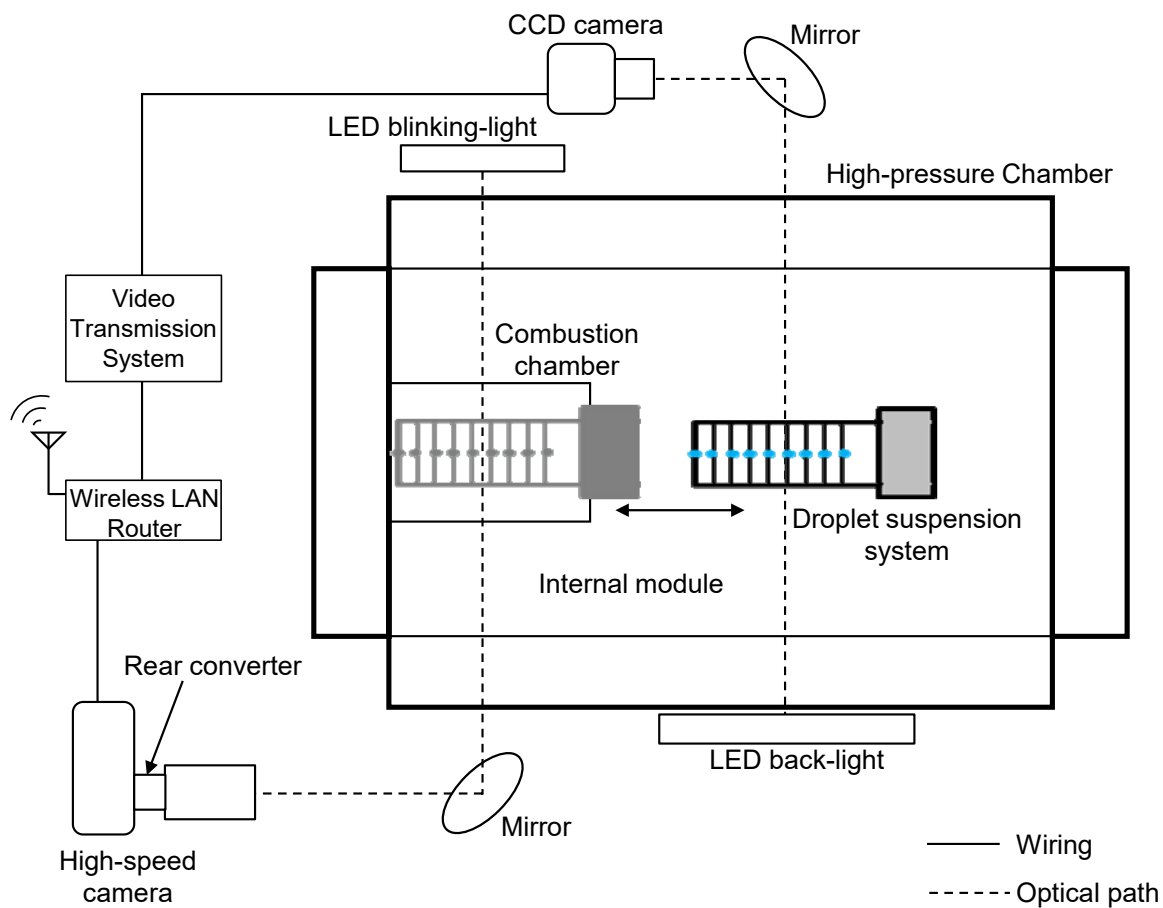 CCD camera
Mirror
LED blinking-light
High-pressure Chamber
Video
Transmission
System
Combustion
chamber
Wireless LAN
Router
Droplet suspension
system
Internal module
Rear converter
LED back-light
Mirror
High-speed
camera
Wiring
Optical path